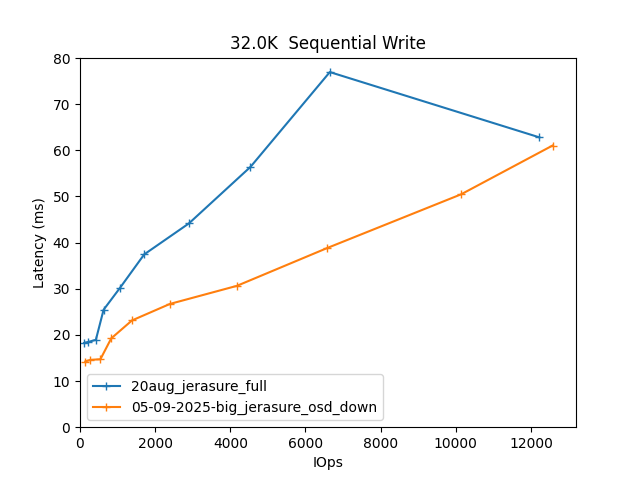 32.0K  Sequential Write
80
70
60
50
40
30
20
10
0
Latency (ms)
20aug_jerasure_full
05-09-2025-big_jerasure_osd_down
0 2000 4000 6000 8000 10000 12000
IOps